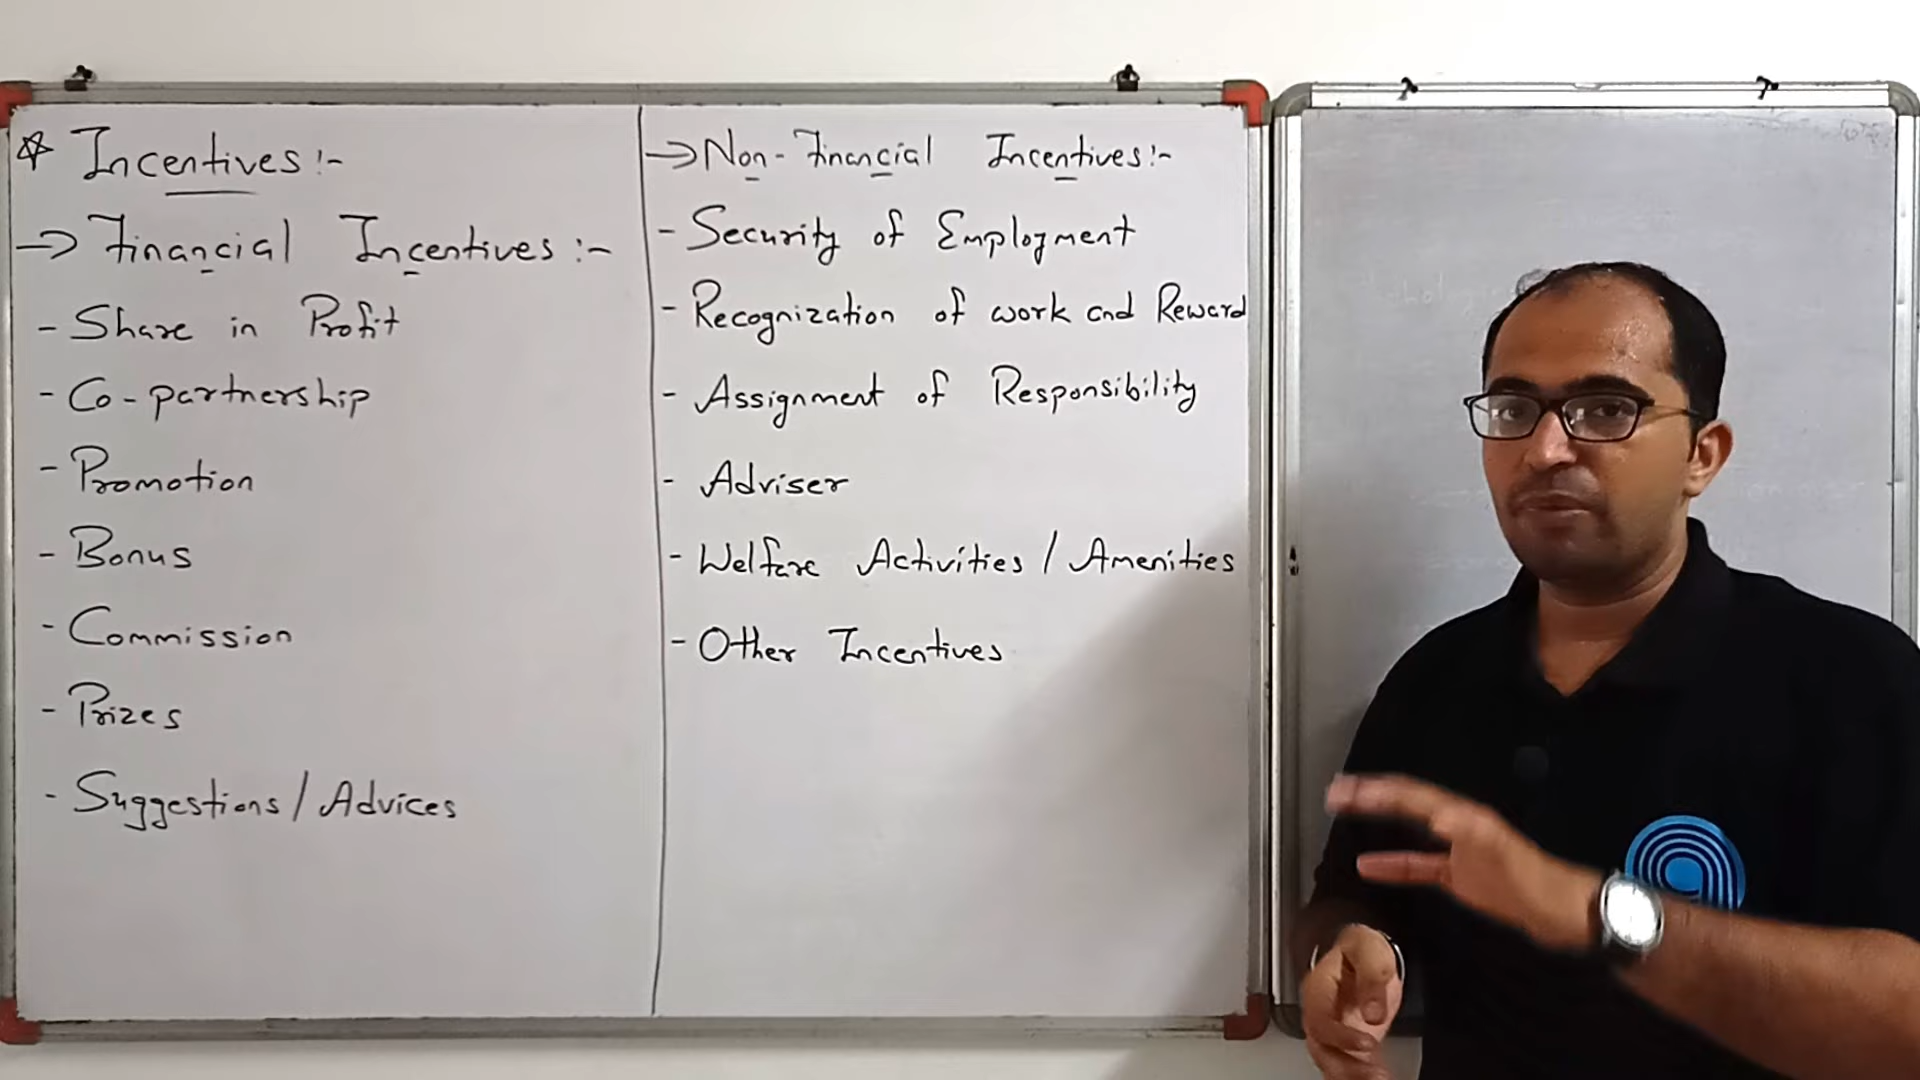 ☆ Incentives :-
→ Financial Incentives :-
- Share in Profit
- Co-partnership
- Promotion
- Bonus
- Commission
- Prizes
- Suggestions / Advices
→ Non-Financial Incentives :-
- Security of Employment
- Recognization of work and Reward
- Assignment of Responsibility
- Adviser
- Welfare Activities / Amenities
- Other Incentives